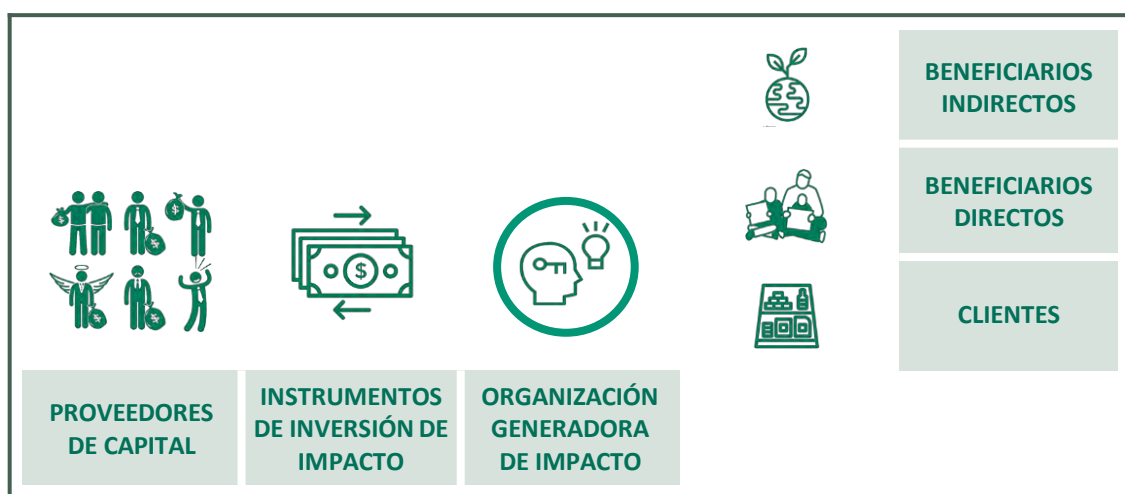 BENEFICIARIOS
INDIRECTOS
BENEFICIARIOS
DIRECTOS
CLIENTES
PROVEEDORES
DE CAPITAL
INSTRUMENTOS
DE INVERSIÓN DE
IMPACTO
ORGANIZACIÓN
GENERADORA
DE IMPACTO